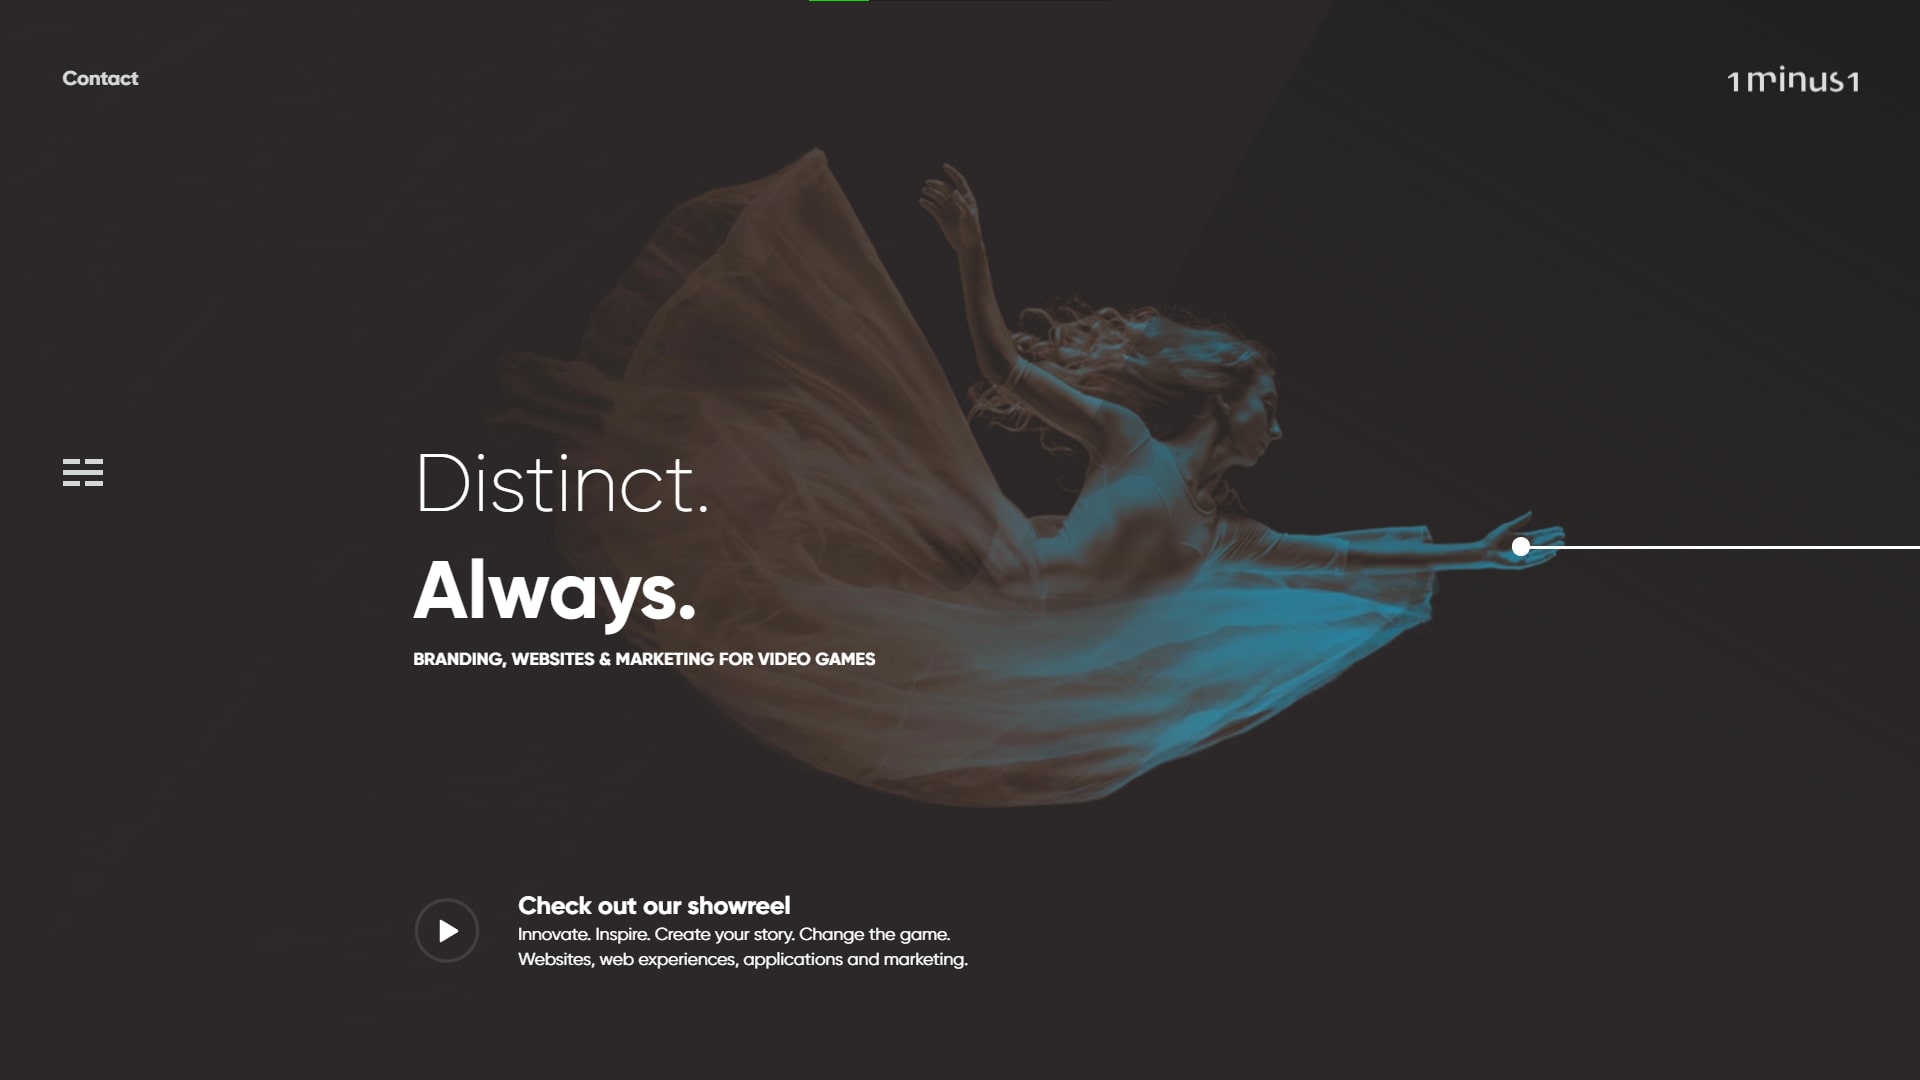 Contact
1minus1
Distinct.
Always.
BRANDING, WEBSITES & MARKETING FOR VIDEO GAMES
Check out our showreel
Innovate. Inspire. Create your story. Change the game.
Websites, web experiences, applications and marketing.